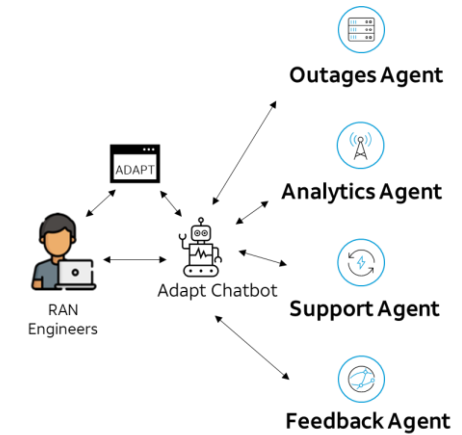 Outages Agent
ADAPT
Analytics Agent
Adapt Chatbot
RAN
Engineers
Support Agent
Feedback Agent